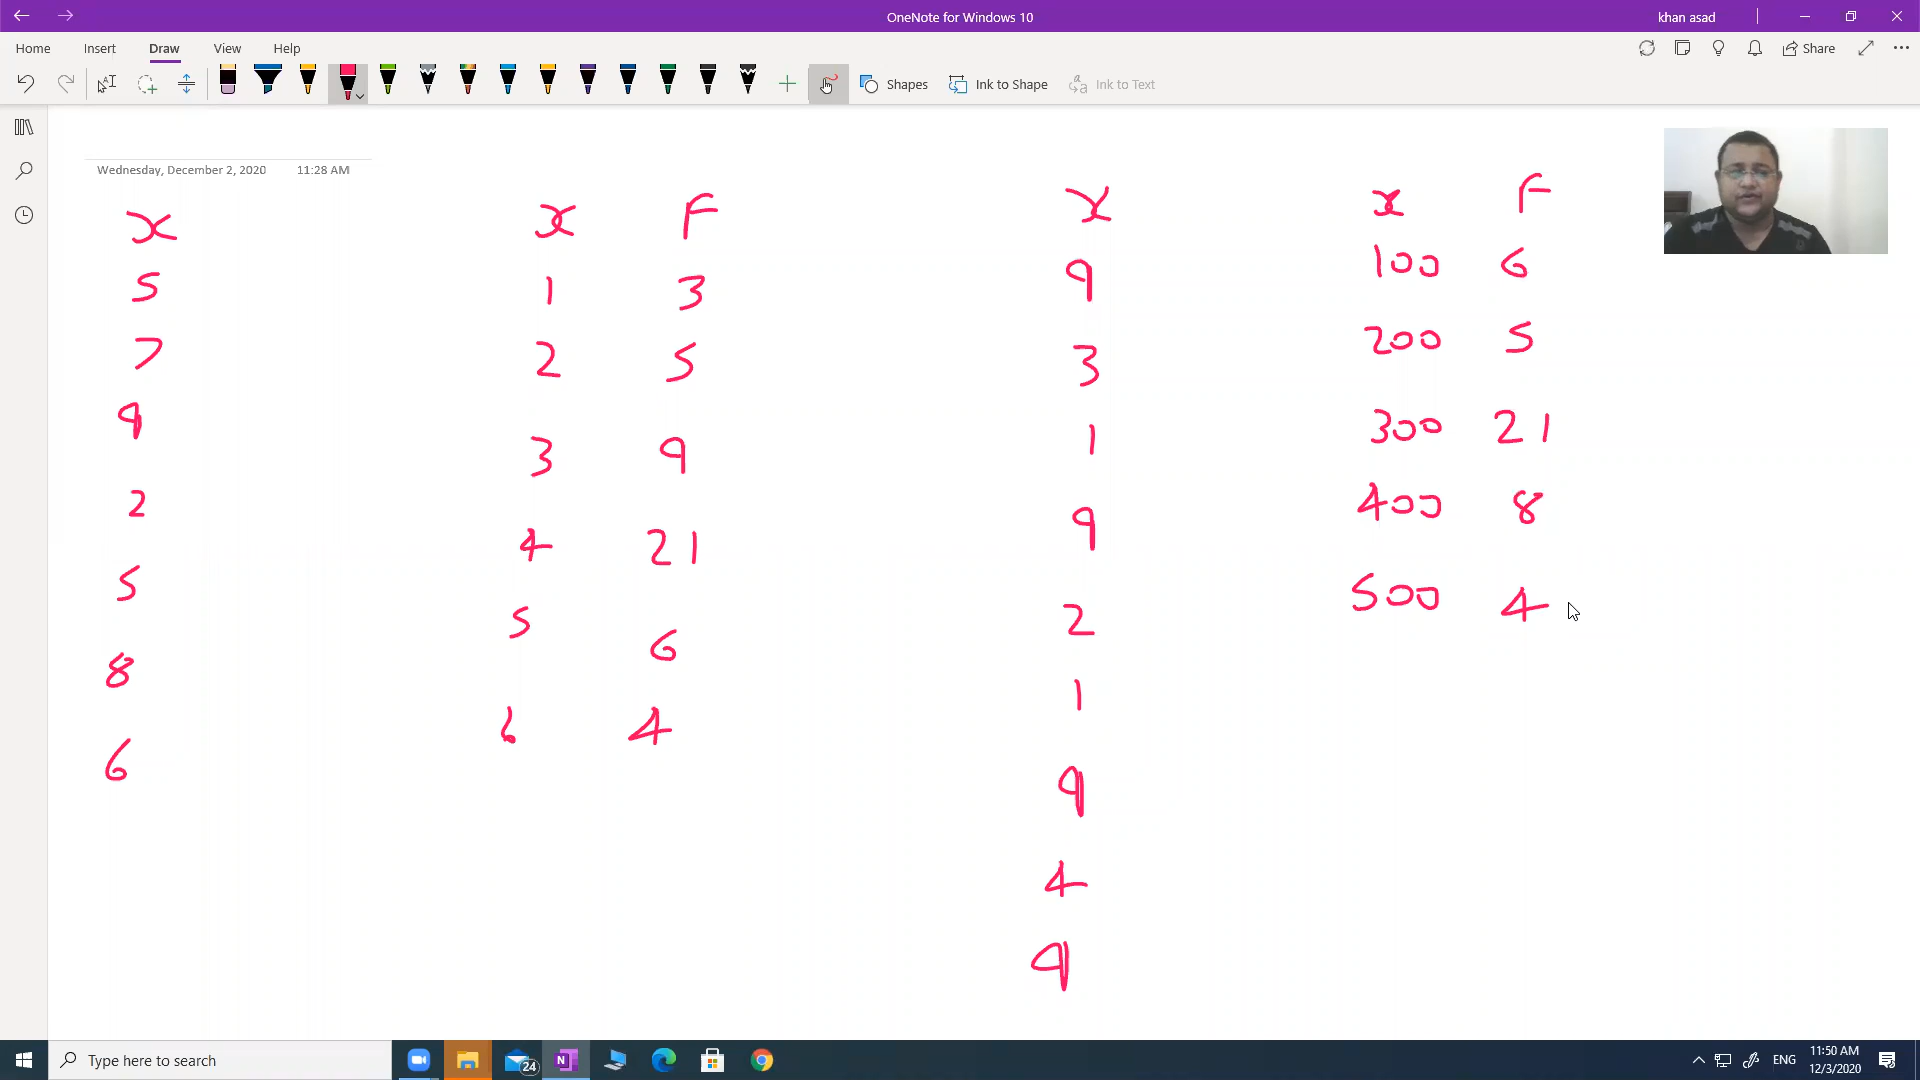 OneNote for Windows 10
khan asad
Home Insert Draw View Help
Share
Shapes
Ink to Shape
Ink to Text
Wednesday, December 2, 2020 11:28 AM
x
5
7
9
2
5
8
6
x F
1 3
2 5
3 9
4 21
5 6
6 4
x
9
3
1
9
2
1
9
4
9
x F
100 6
200 5
300 21
400 8
500 4
Type here to search
24
N
ENG
11:50 AM
12/3/2020